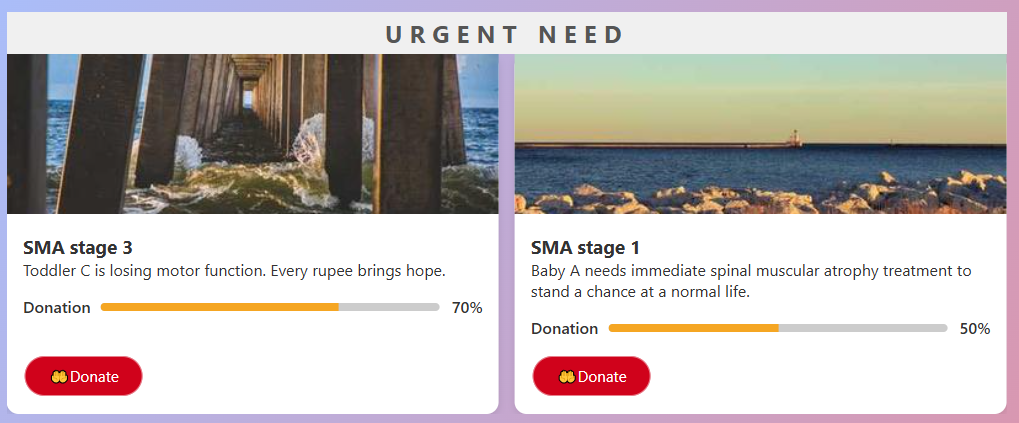 URGENT NEED
SMA stage 3
Toddler C is losing motor function. Every rupee brings hope.
Donation 70%
Donate
SMA stage 1
Baby A needs immediate spinal muscular atrophy treatment to
stand a chance at a normal life.
Donation 50%
Donate